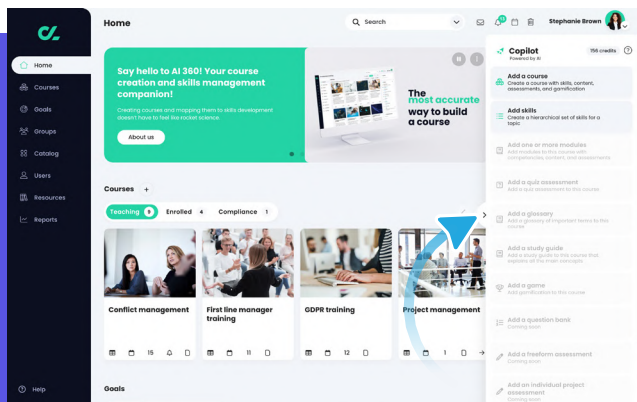 Home
Search
Stephanie Brown
Home
Courses
Goals
Groups
Catalog
Users
Resources
Reports
Help
Say hello to AI 360! Your course
creation and skills management
companion!
Creating courses and mapping them to skills development
doesn't have to feel like rocket science.
About us
The
most accurate
way to build
a course
Courses +
Teaching 9 Enrolled 4 Compliance 1
Conflict management
15
First line manager
training
11
GDPR training
12
Project management
1
Goals
Copilot
Powered by AI
156 credits
Add a course
Create a course with skills, content,
assessments, and gamification
Add skills
Create a hierarchical set of skills for a
topic
Add one or more modules
Add modules to this course with
competencies, content, and assessments
Add a quiz assessment
Add a quiz assessment to this course
Add a glossary
Add a glossary of important terms to this
course
Add a study guide
Add a study guide to this course that
explains all the main concepts
Add a game
Add gamification to this course
Add a question bank
Coming soon
Add a freeform assessment
Coming soon
Add an individual project
assessment
Coming soon